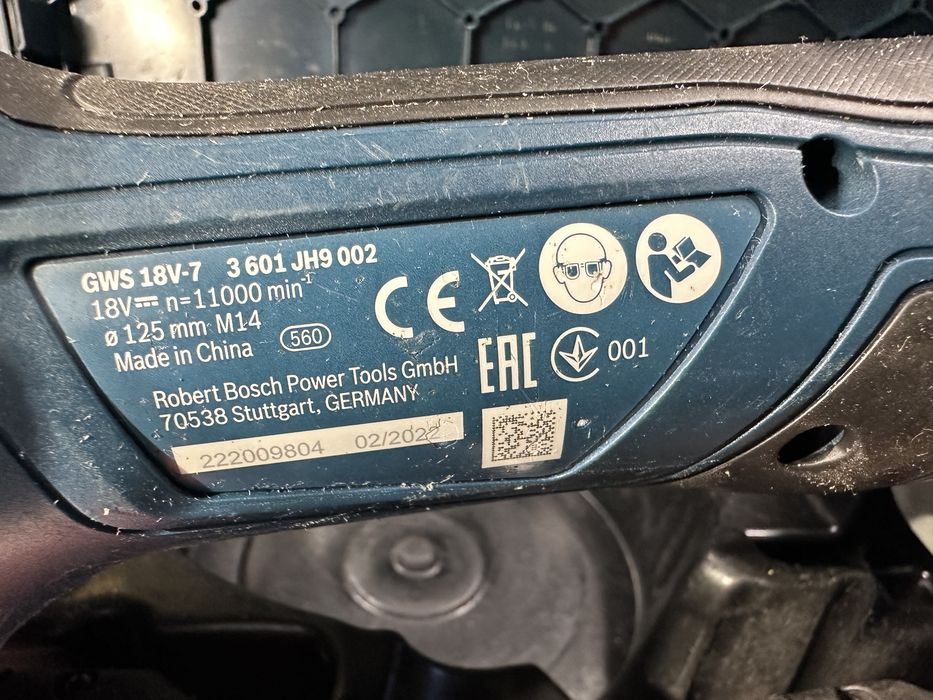 GWS 18V-7 3 601 JH9 002
18V⎓ n=11000 min⁻¹
ø 125 mm M14
Made in China 560
CE
EAC 001
Robert Bosch Power Tools GmbH
70538 Stuttgart, GERMANY
222009804 02/2022